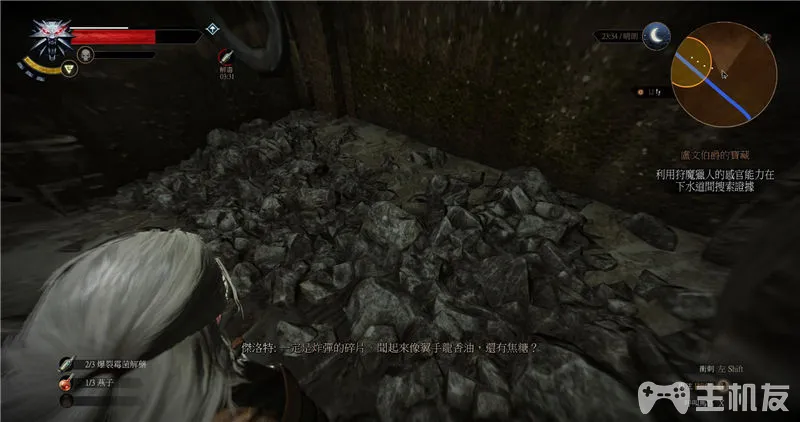 23:34 / 晴朗
解毒
03:31
盧文伯爵的寶藏
利用狩魔獵人的感官能力在
下水道間搜索證據
傑洛特: 一定是炸彈的碎片。聞起來像翼手龍香油，還有焦糖？
2/3 爆裂霉菌解藥
1/3 燕子
衝刺 左 Shift
主机友